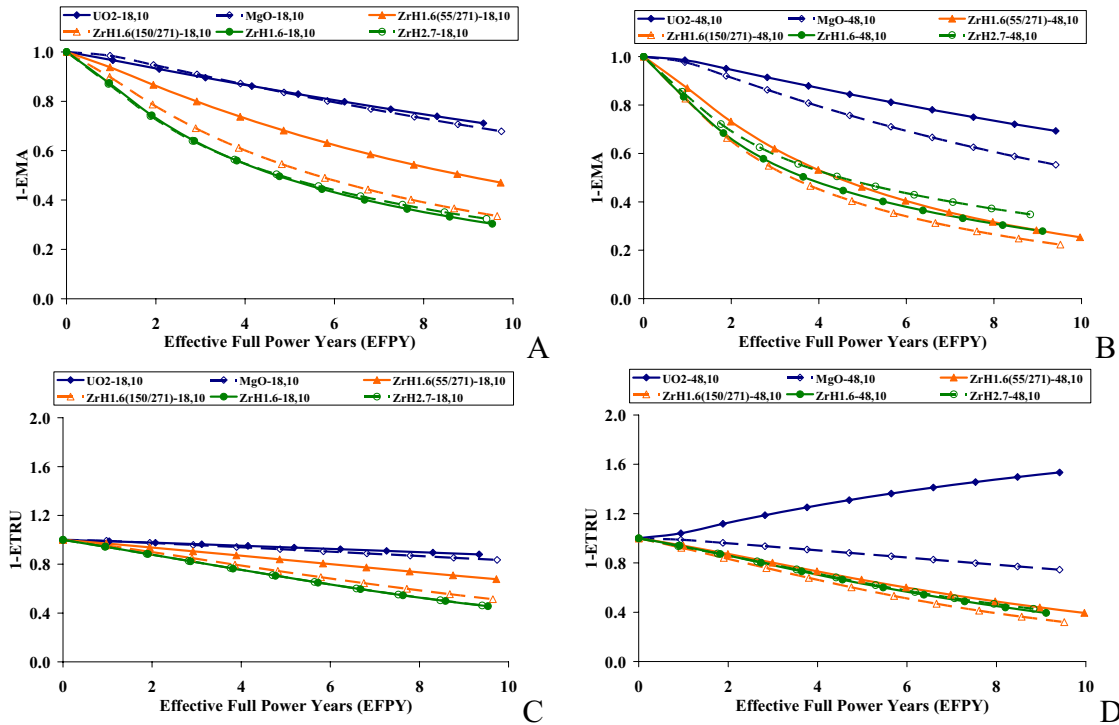 UO2-18,10 MgO-18,10 ZrH1.6(55/271)-18,10
ZrH1.6(150/271)-18,10 ZrH1.6-18,10 ZrH2.7-18,10
1.0
0.8
0.6
0.4
0.2
0.0
1-EMA
0 2 4 6 8 10
Effective Full Power Years (EFPY)
A
UO2-48,10 MgO-48,10 ZrH1.6(55/271)-48,10
ZrH1.6(150/271)-48,10 ZrH1.6-48,10 ZrH2.7-48,10
1.0
0.8
0.6
0.4
0.2
0.0
1-EMA
0 2 4 6 8 10
Effective Full Power Years (EFPY)
B
UO2-18,10 MgO-18,10 ZrH1.6(55/271)-18,10
ZrH1.6(150/271)-18,10 ZrH1.6-18,10 ZrH2.7-18,10
2.0
1.6
1.2
0.8
0.4
0.0
1-ETRU
0 2 4 6 8 10
Effective Full Power Years (EFPY)
C
UO2-48,10 MgO-48,10 ZrH1.6(55/271)-48,10
ZrH1.6(150/271)-48,10 ZrH1.6-48,10 ZrH2.7-48,10
2.0
1.6
1.2
0.8
0.4
0.0
1-ETRU
0 2 4 6 8 10
Effective Full Power Years (EFPY)
D